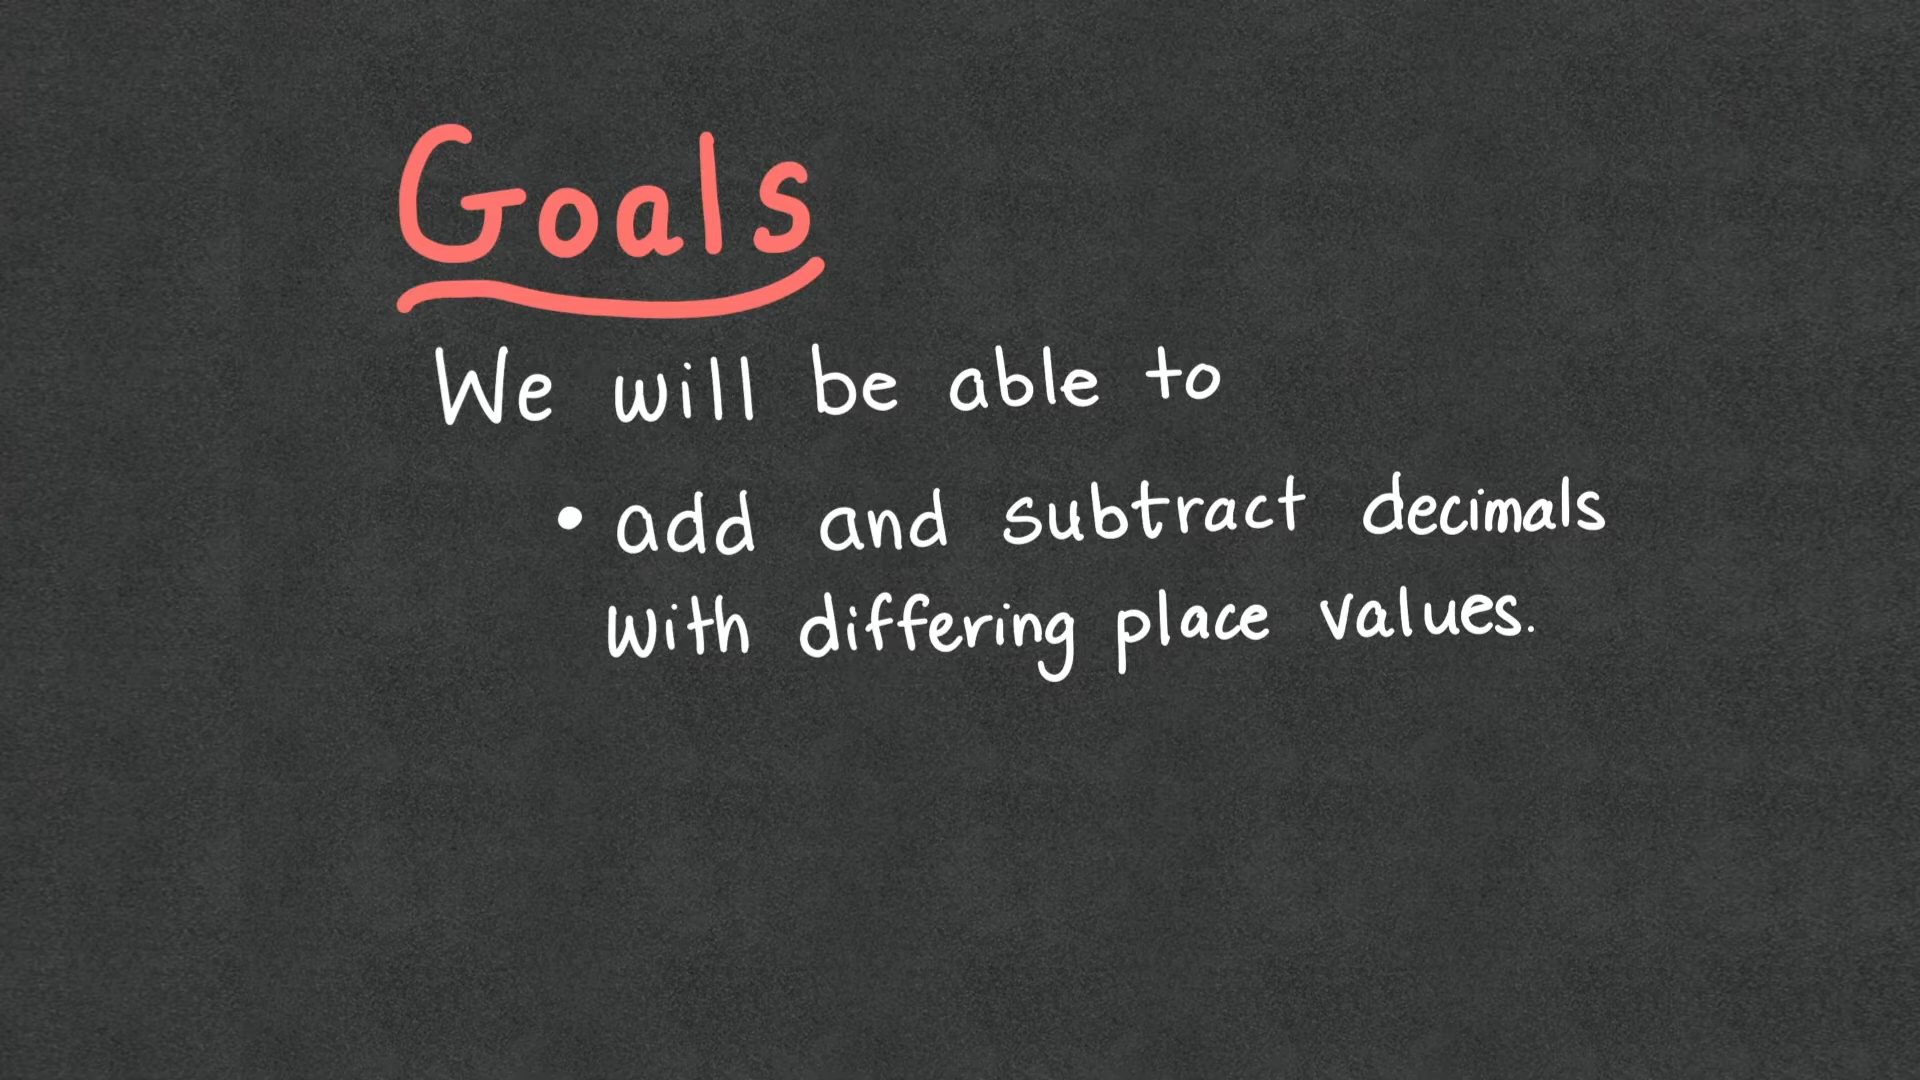 Goals
We will be able to
• add and subtract decimals
with differing place values.